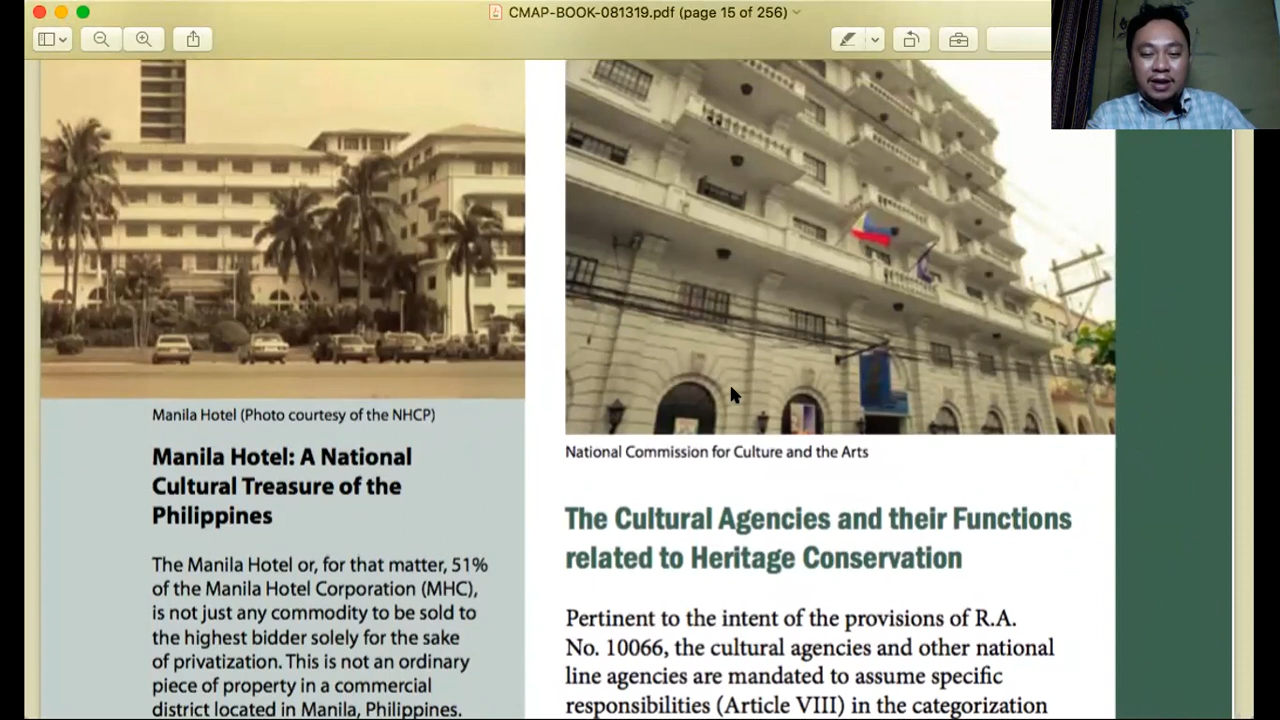 CMAP-BOOK-081319.pdf (page 15 of 256)
Manila Hotel (Photo courtesy of the NHCP)
Manila Hotel: A National
Cultural Treasure of the
Philippines
The Manila Hotel or, for that matter, 51%
of the Manila Hotel Corporation (MHC),
is not just any commodity to be sold to
the highest bidder solely for the sake
of privatization. This is not an ordinary
piece of property in a commercial
district located in Manila, Philippines.
National Commission for Culture and the Arts
The Cultural Agencies and their Functions
related to Heritage Conservation
Pertinent to the intent of the provisions of R.A.
No. 10066, the cultural agencies and other national
line agencies are mandated to assume specific
responsibilities (Article VIII) in the categorization